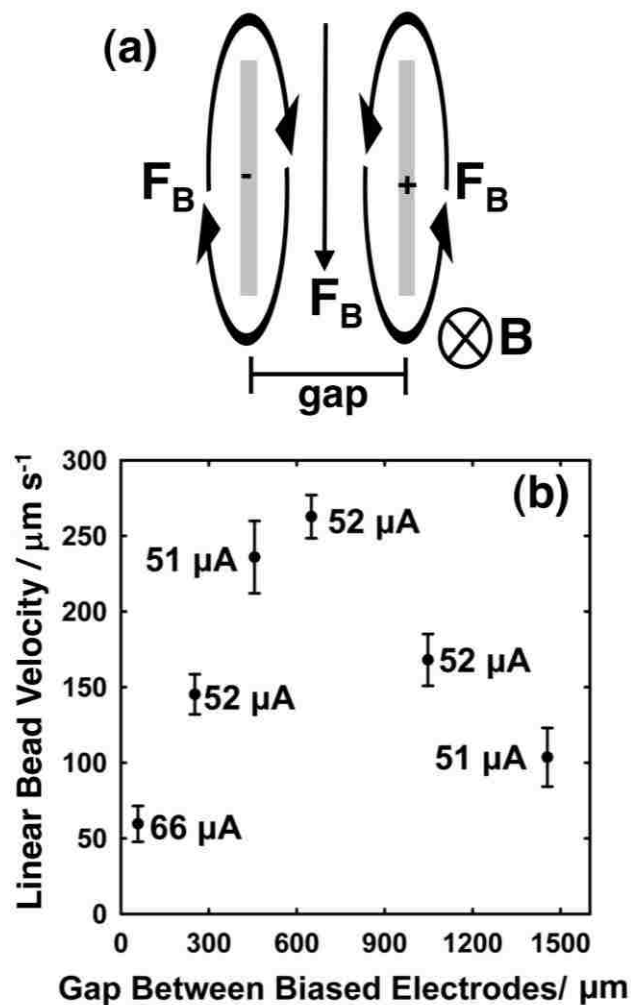 (a)
-
+
F_B
F_B
F_B
B
gap
(b)
Linear Bead Velocity / μm s⁻¹
300
250
200
150
100
50
0
51 μA
52 μA
52 μA
52 μA
51 μA
66 μA
0 300 600 900 1200 1500
Gap Between Biased Electrodes/ μm